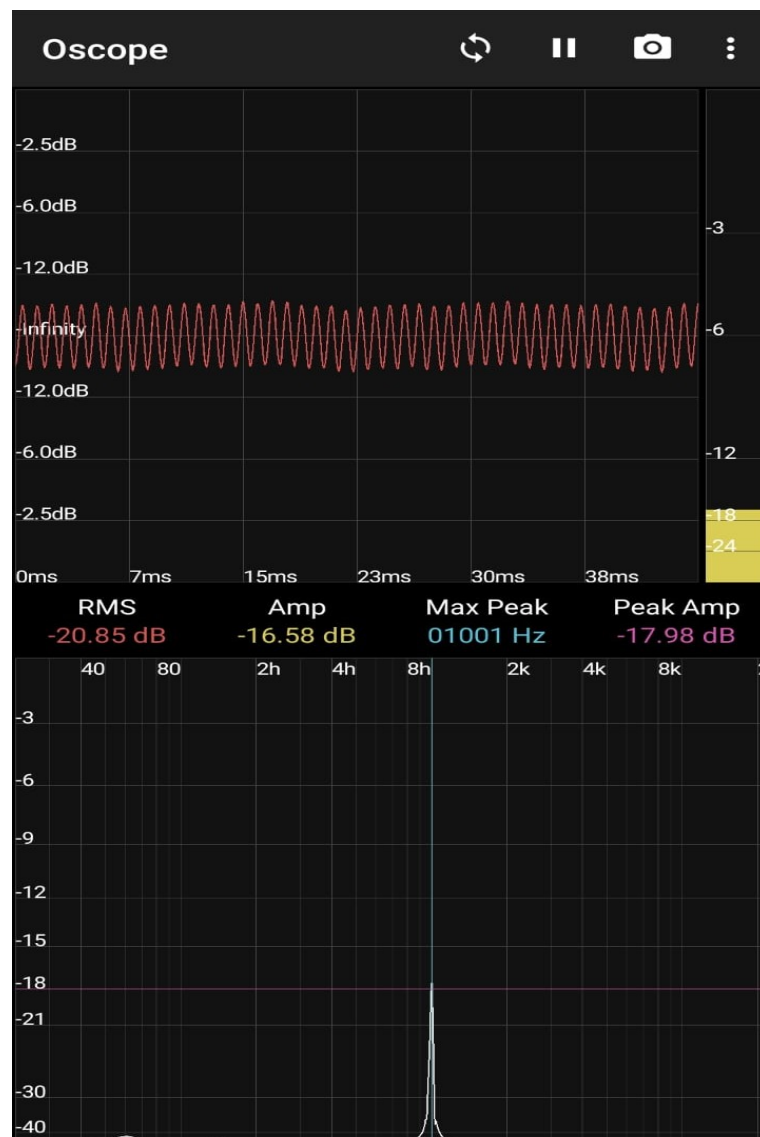 Oscope
-2.5dB
-6.0dB
-12.0dB
-Infinity
-12.0dB
-6.0dB
-2.5dB
0ms 7ms 15ms 23ms 30ms 38ms
-3
-6
-12
-18
-24
RMS Amp Max Peak Peak Amp
-20.85 dB -16.58 dB 01001 Hz -17.98 dB
40 80 2h 4h 8h 2k 4k 8k
-3
-6
-9
-12
-15
-18
-21
-30
-40